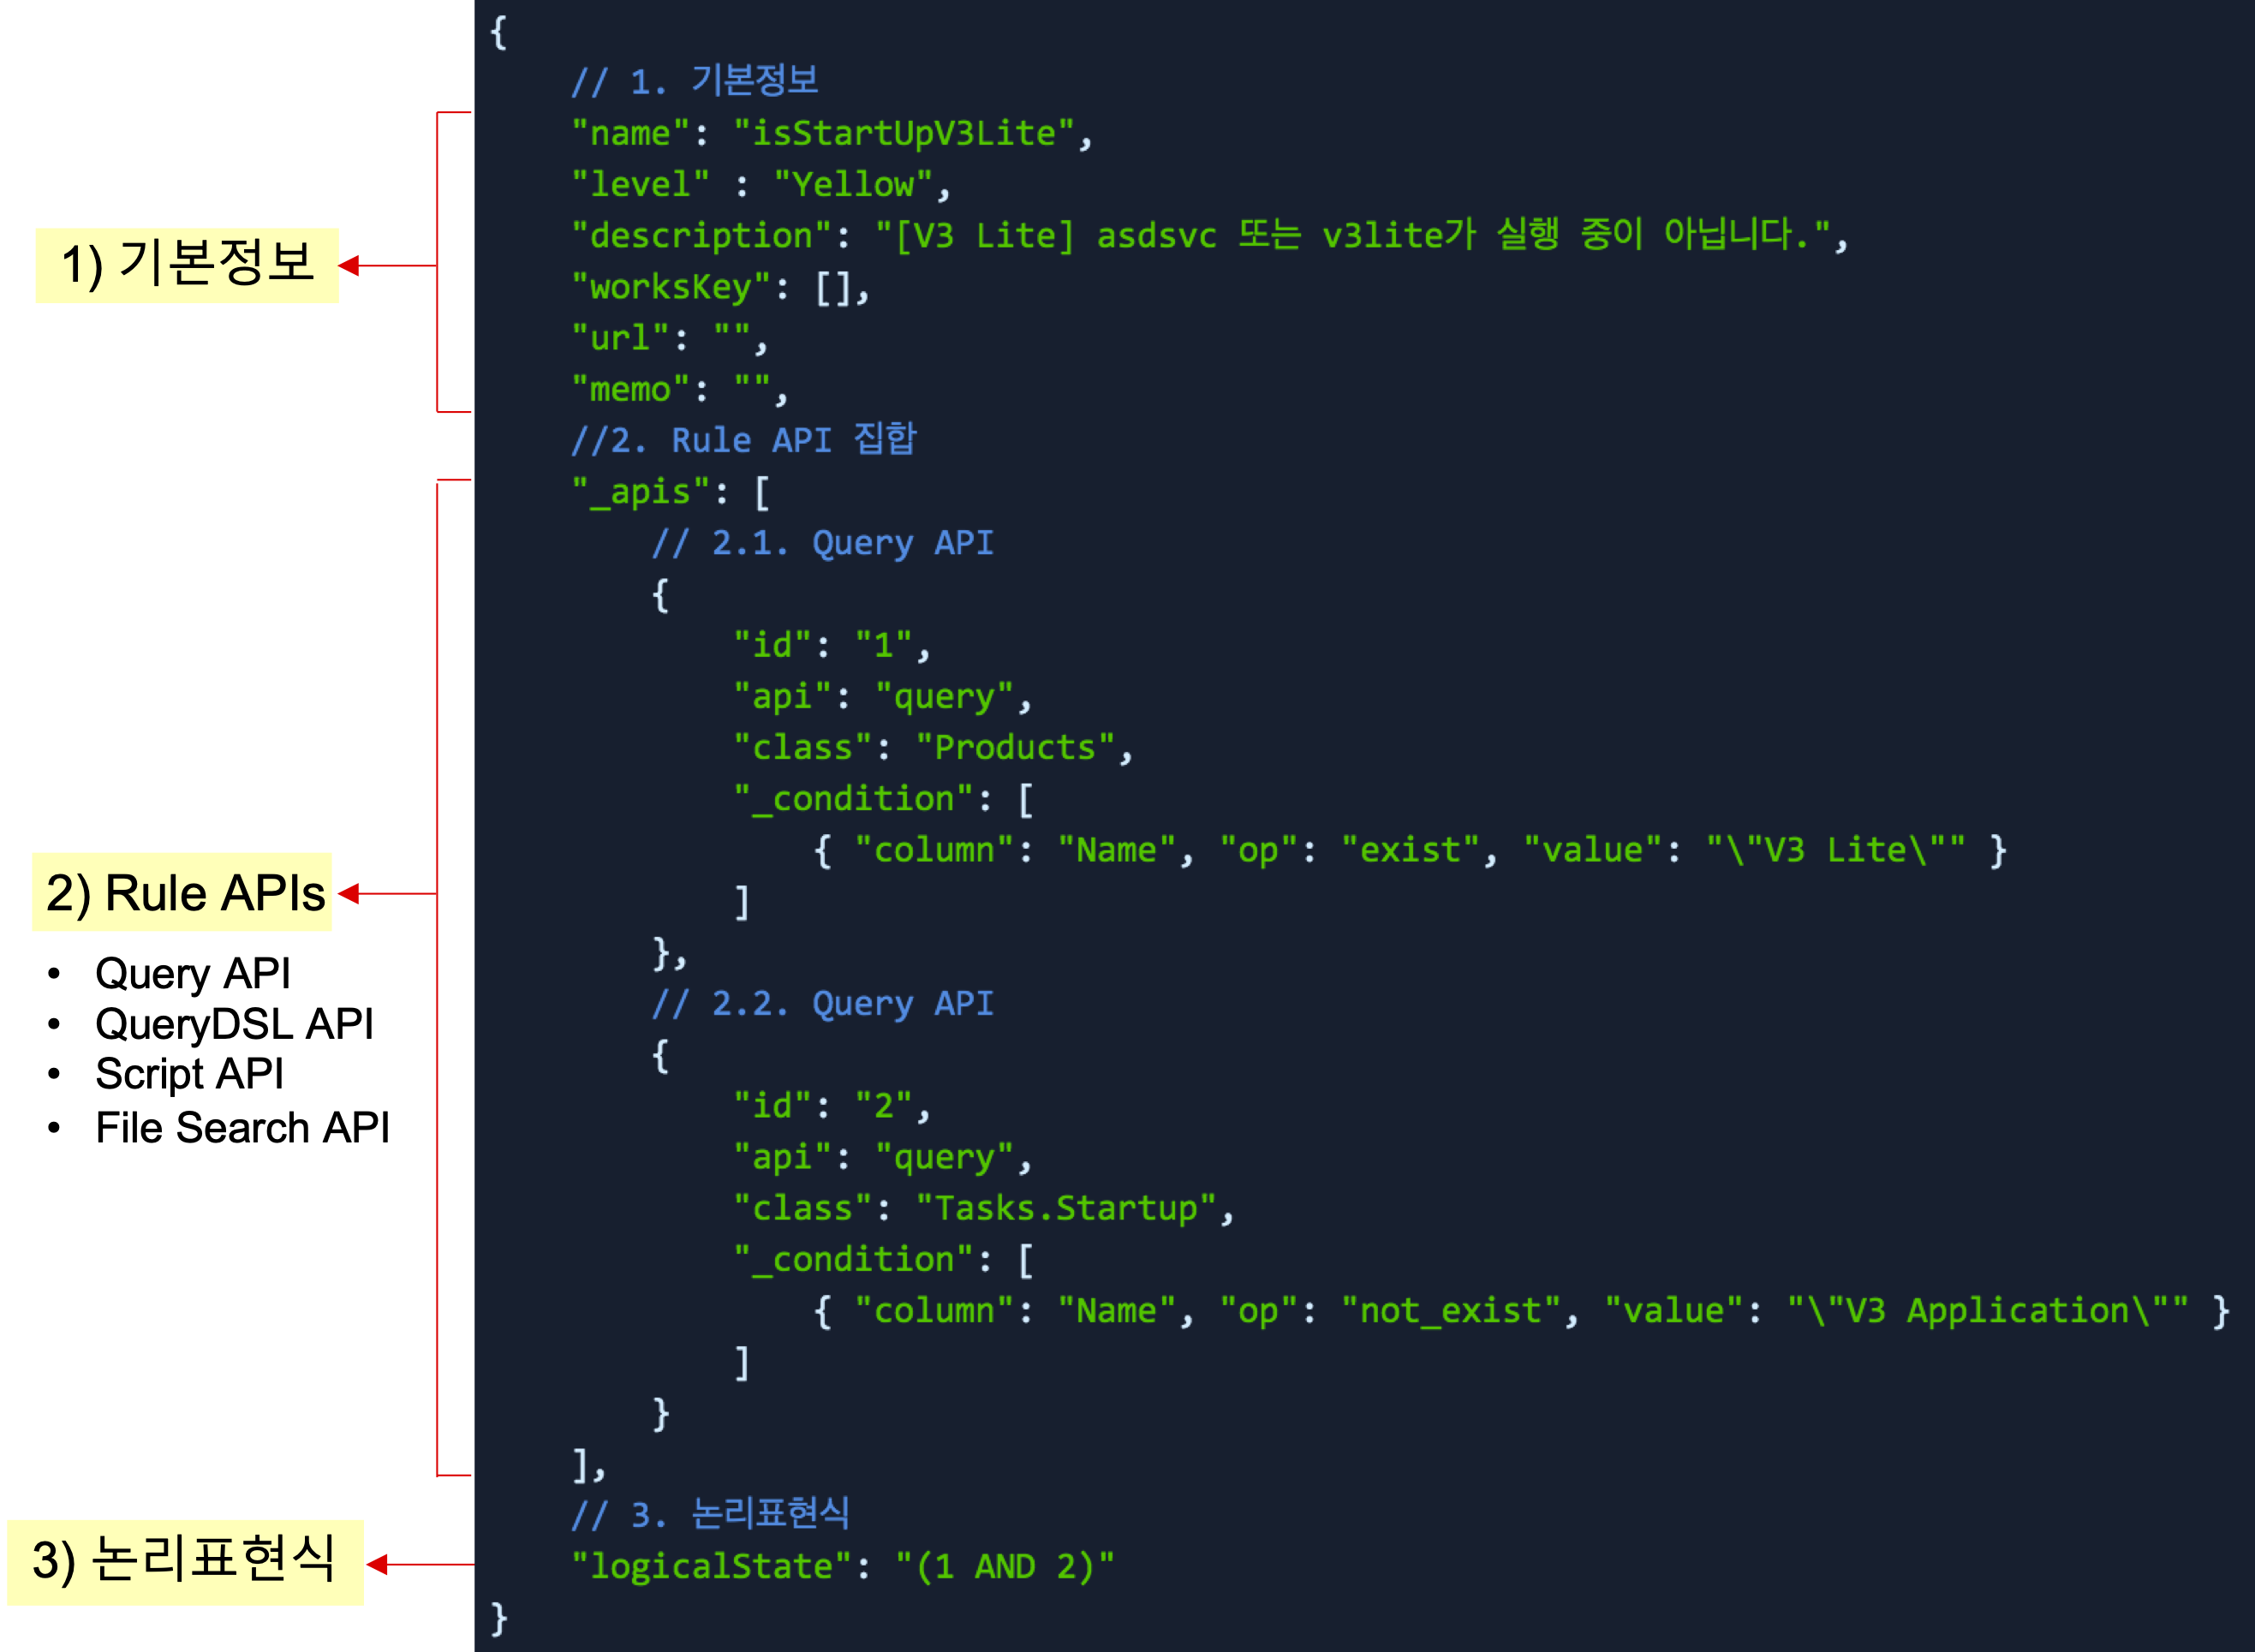 1) 기본정보
2) Rule APIs
• Query API
• QueryDSL API
• Script API
• File Search API
3) 논리표현식
{
    // 1. 기본정보
    "name": "isStartUpV3Lite",
    "level" : "Yellow",
    "description": "[V3 Lite] asdsvc 또는 v3lite가 실행 중이 아닙니다.",
    "worksKey": [],
    "url": "",
    "memo": "",
    //2. Rule API 집합
    "_apis": [
        // 2.1. Query API
        {
            "id": "1",
            "api": "query",
            "class": "Products",
            "_condition": [
                { "column": "Name", "op": "exist", "value": "\"V3 Lite\"" }
            ]
        },
        // 2.2. Query API
        {
            "id": "2",
            "api": "query",
            "class": "Tasks.Startup",
            "_condition": [
                { "column": "Name", "op": "not_exist", "value": "\"V3 Application\"" }
            ]
        }
    ],
    // 3. 논리표현식
    "logicalState": "(1 AND 2)"
}